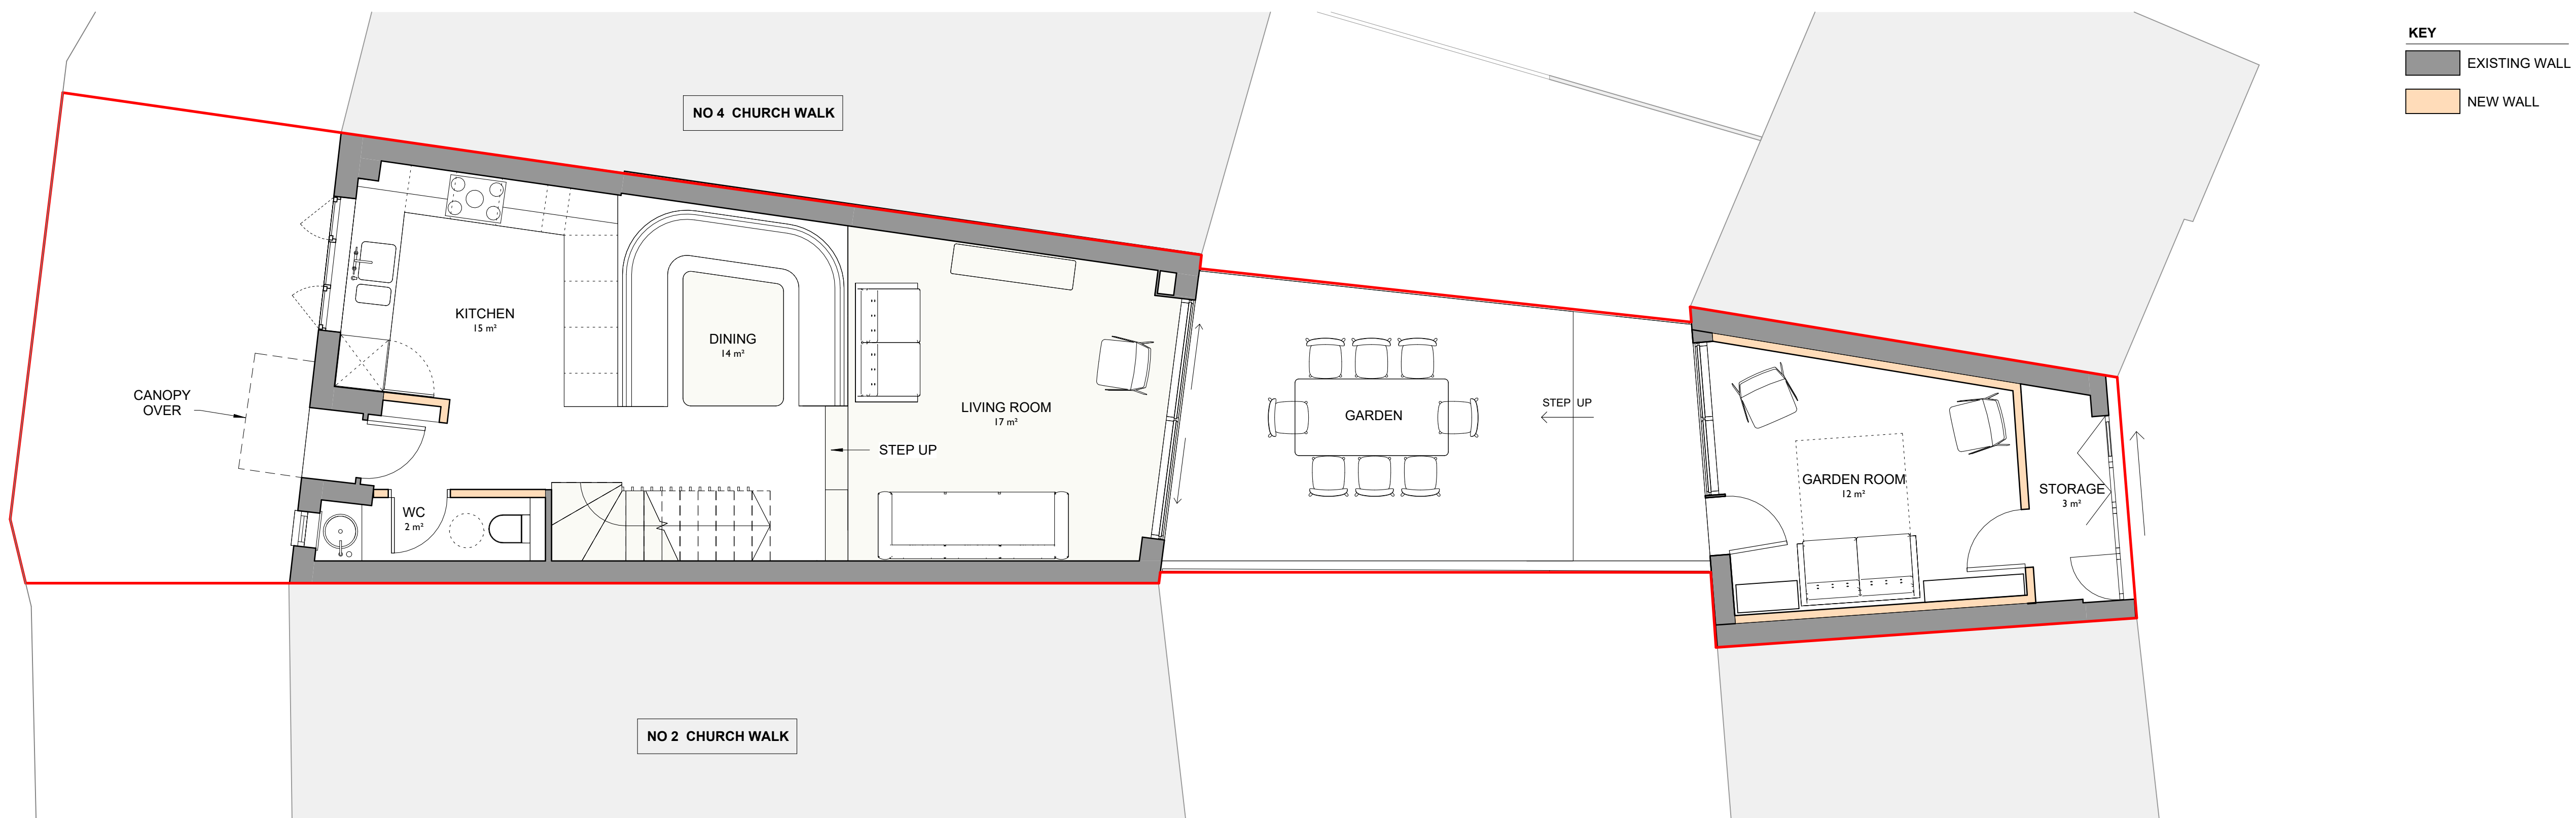 KEY
EXISTING WALL
NEW WALL
NO 4 CHURCH WALK
KITCHEN
15 m²
DINING
14 m²
CANOPY
OVER
LIVING ROOM
17 m²
STEP UP
GARDEN
STEP UP
WC
2 m²
GARDEN ROOM
12 m²
STORAGE
3 m²
NO 2 CHURCH WALK